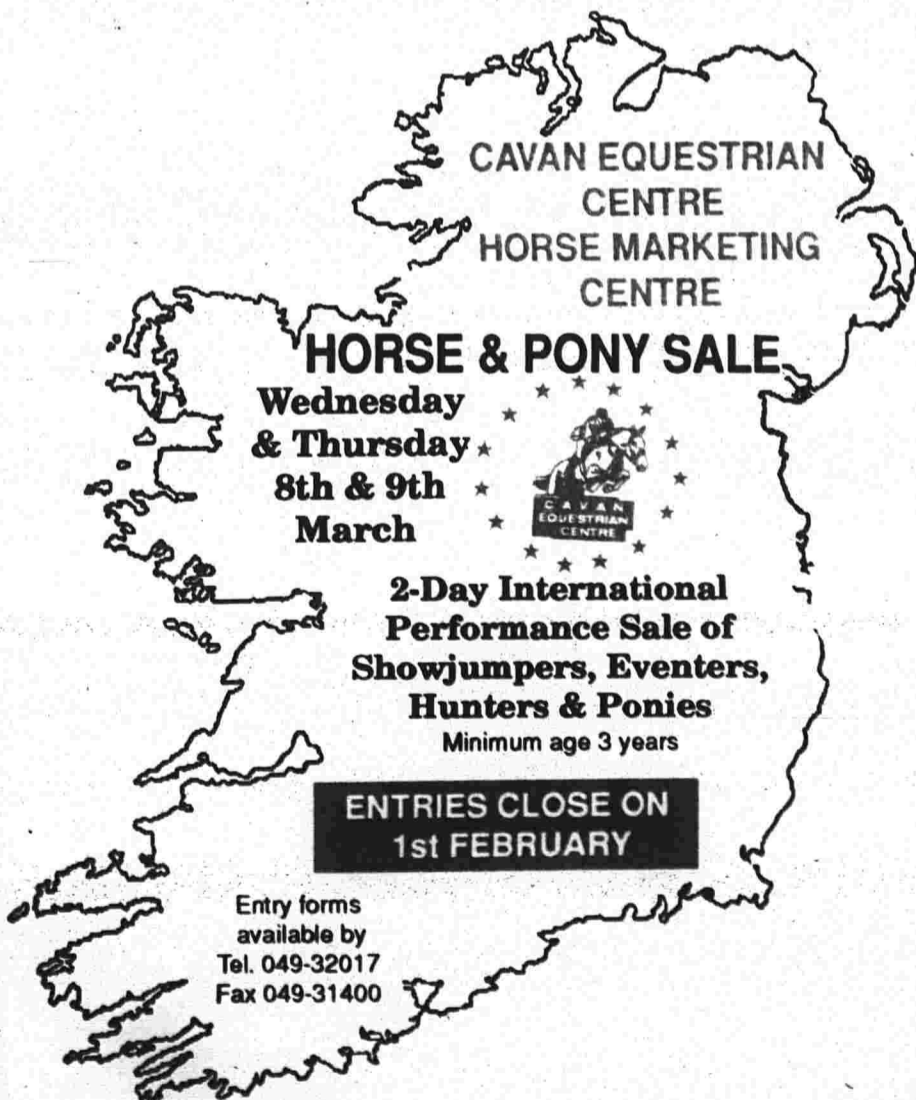 CAVAN EQUESTRIAN
CENTRE
HORSE MARKETING
CENTRE
HORSE & PONY SALE
Wednesday
& Thursday
8th & 9th
March
CAVAN
EQUESTRIAN
CENTRE
2-Day International
Performance Sale of
Showjumpers, Eventers,
Hunters & Ponies
Minimum age 3 years
ENTRIES CLOSE ON
1st FEBRUARY
Entry forms
available by
Tel. 049-32017
Fax 049-31400